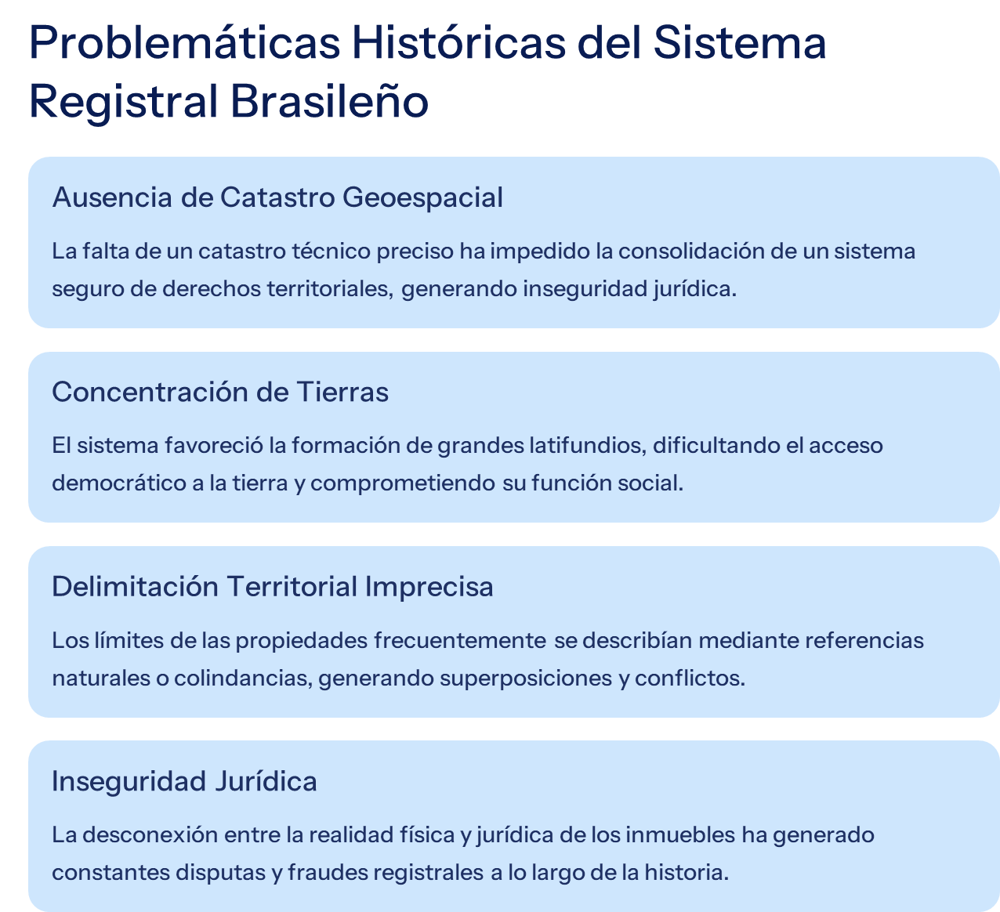 Problemáticas Históricas del Sistema
Registral Brasileño
Ausencia de Catastro Geoespacial
La falta de un catastro técnico preciso ha impedido la consolidación de un sistema
seguro de derechos territoriales, generando inseguridad jurídica.
Concentración de Tierras
El sistema favoreció la formación de grandes latifundios, dificultando el acceso
democrático a la tierra y comprometiendo su función social.
Delimitación Territorial Imprecisa
Los límites de las propiedades frecuentemente se describían mediante referencias
naturales o colindancias, generando superposiciones y conflictos.
Inseguridad Jurídica
La desconexión entre la realidad física y jurídica de los inmuebles ha generado
constantes disputas y fraudes registrales a lo largo de la historia.